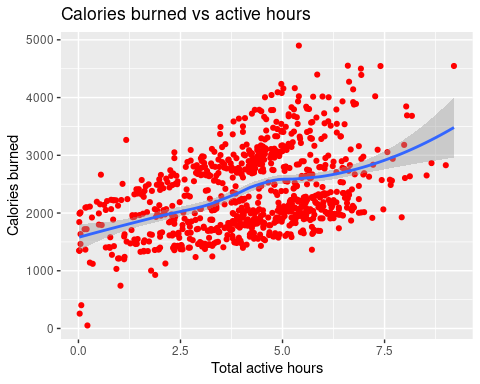 Calories burned vs active hours
5000
4000
3000
2000
1000
0
Calories burned
0.0 2.5 5.0 7.5
Total active hours